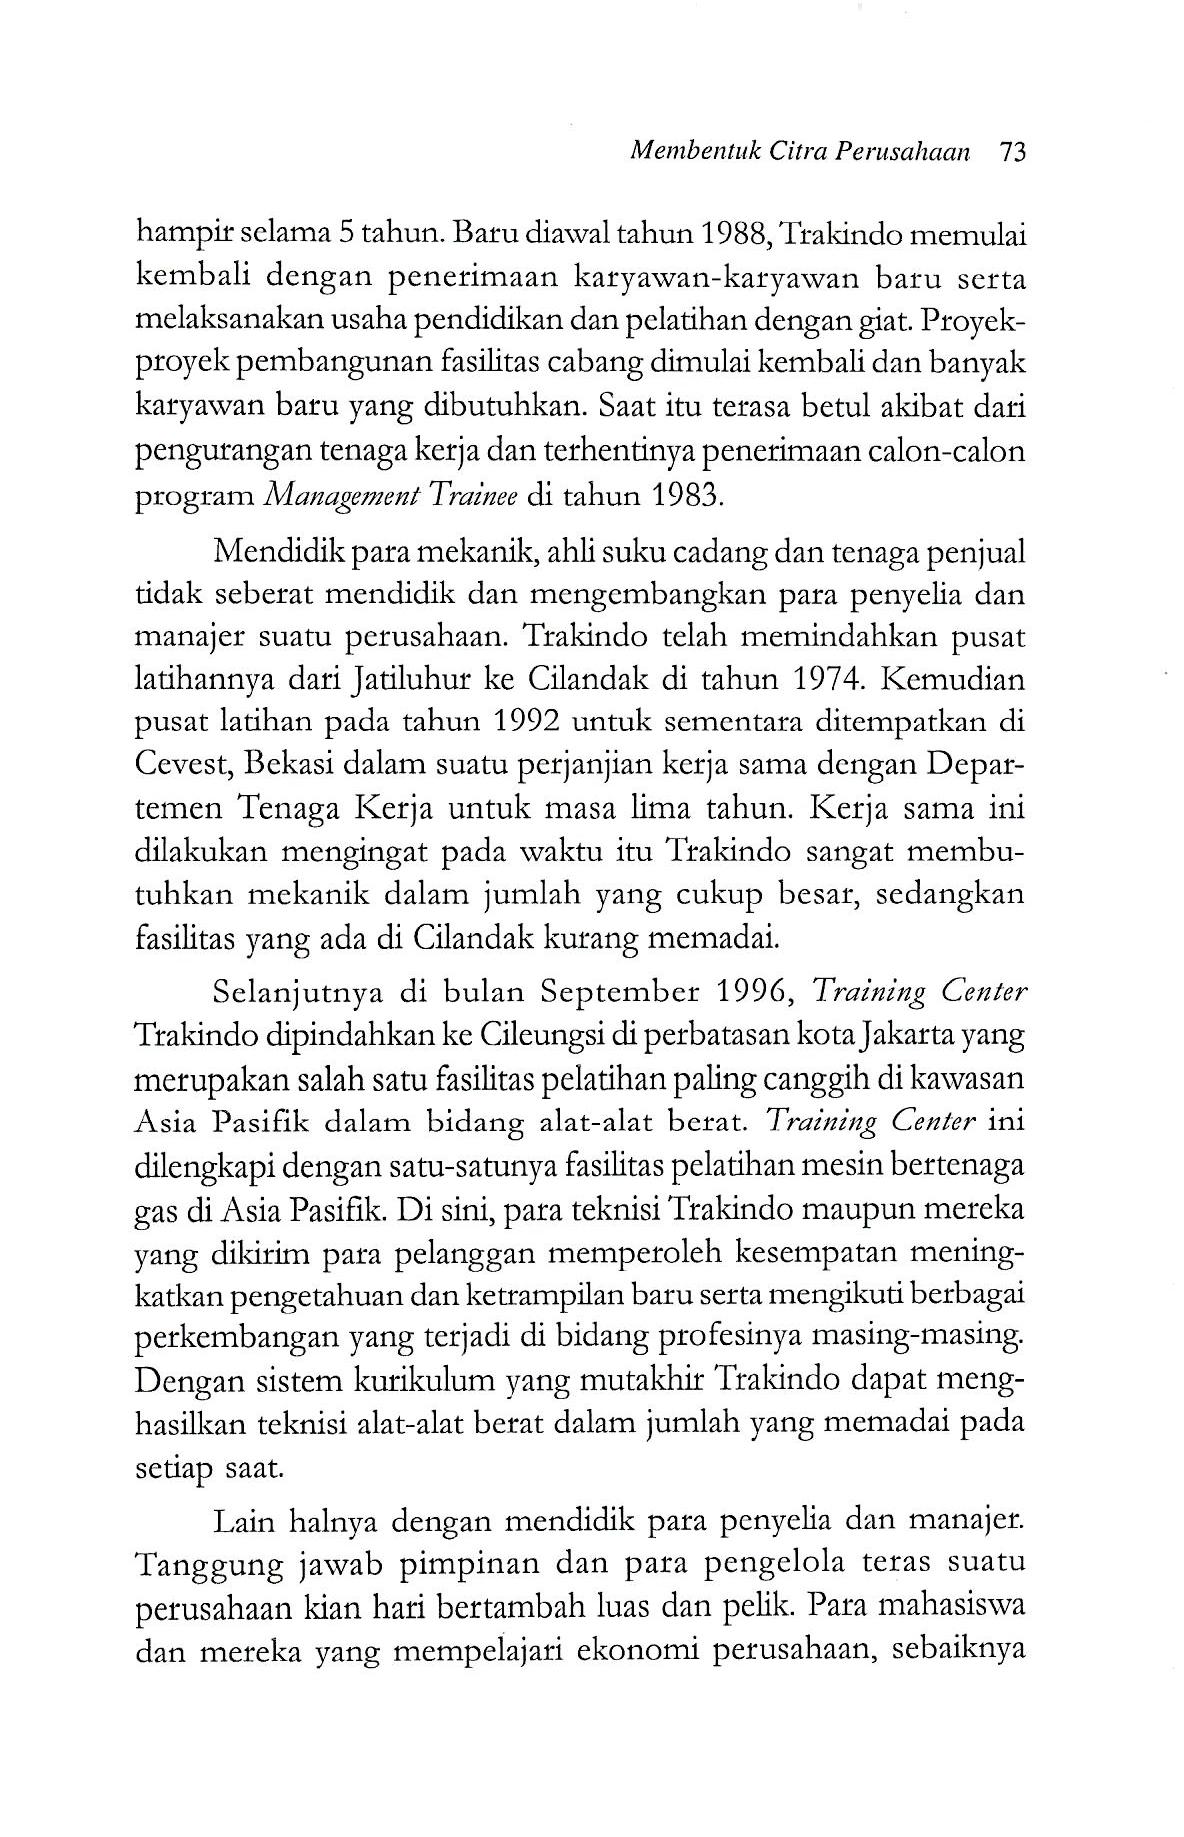 Membentuk Citra Perusahaan 73
hampir selama 5 tahun. Baru diawal tahun 1988, Trakindo memulai
kembali dengan penerimaan karyawan-karyawan baru serta
melaksanakan usaha pendidikan dan pelatihan dengan giat. Proyek-
proyek pembangunan fasilitas cabang dimulai kembali dan banyak
karyawan baru yang dibutuhkan. Saat itu terasa betul akibat dari
pengurangan tenaga kerja dan terhentinya penerimaan calon-calon
program Management Trainee di tahun 1983.
Mendidik para mekanik, ahli suku cadang dan tenaga penjual
tidak seberat mendidik dan mengembangkan para penyelia dan
manajer suatu perusahaan. Trakindo telah memindahkan pusat
latihannya dari Jatiluhur ke Cilandak di tahun 1974. Kemudian
pusat latihan pada tahun 1992 untuk sementara ditempatkan di
Cevest, Bekasi dalam suatu perjanjian kerja sama dengan Depar-
temen Tenaga Kerja untuk masa lima tahun. Kerja sama ini
dilakukan mengingat pada waktu itu Trakindo sangat membu-
tuhkan mekanik dalam jumlah yang cukup besar, sedangkan
fasilitas yang ada di Cilandak kurang memadai.
Selanjutnya di bulan September 1996, Training Center
Trakindo dipindahkan ke Cileungsi di perbatasan kota Jakarta yang
merupakan salah satu fasilitas pelatihan paling canggih di kawasan
Asia Pasifik dalam bidang alat-alat berat. Training Center ini
dilengkapi dengan satu-satunya fasilitas pelatihan mesin bertenaga
gas di Asia Pasifik. Di sini, para teknisi Trakindo maupun mereka
yang dikirim para pelanggan memperoleh kesempatan mening-
katkan pengetahuan dan ketrampilan baru serta mengikuti berbagai
perkembangan yang terjadi di bidang profesinya masing-masing.
Dengan sistem kurikulum yang mutakhir Trakindo dapat meng-
hasilkan teknisi alat-alat berat dalam jumlah yang memadai pada
setiap saat.
Lain halnya dengan mendidik para penyelia dan manajer.
Tanggung jawab pimpinan dan para pengelola teras suatu
perusahaan kian hari bertambah luas dan pelik. Para mahasiswa
dan mereka yang mempelajari ekonomi perusahaan, sebaiknya